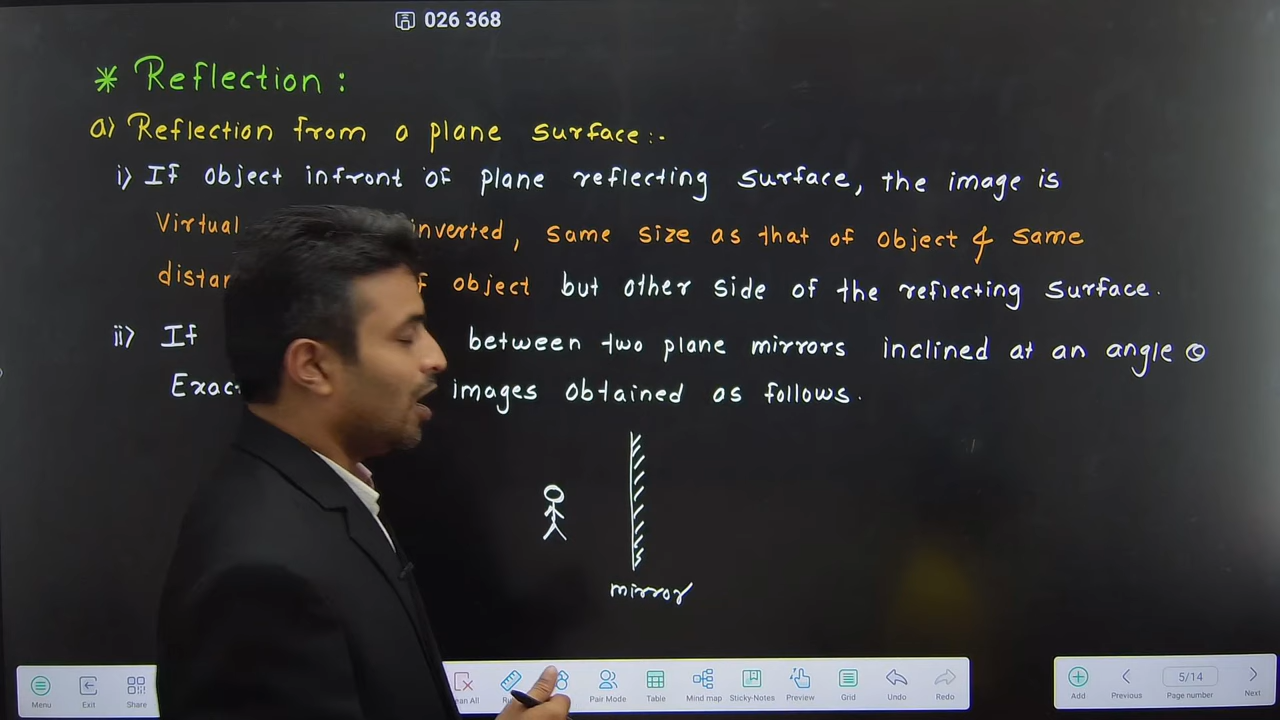 026 368
* Reflection :
a) Reflection from a plane surface :-
i) If object infront of plane reflecting surface, the image is
Virtual inverted, same size as that of object & same
object but other side of the reflecting surface.
ii) If between two plane mirrors inclined at an angle
images obtained as follows.
mirror
Menu
Exit
Share
Pair Mode
Table
Mind map
Sticky-Notes
Preview
Grid
Undo
Redo
Add
Previous
5/14
Page number
Next